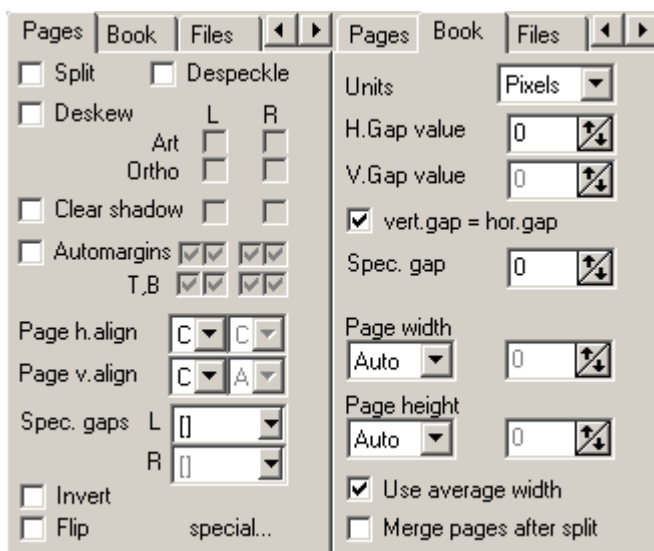 Pages Book Files
Split Despeckle
Deskew L R
Art
Ortho
Clear shadow
Automargins
T,B
Page h.align C C
Page v.align C A
Spec. gaps L []
R []
Invert
Flip special...
Pages Book Files
Units Pixels
H.Gap value 0
V.Gap value 0
vert.gap = hor.gap
Spec. gap 0
Page width
Auto 0
Page height
Auto 0
Use average width
Merge pages after split